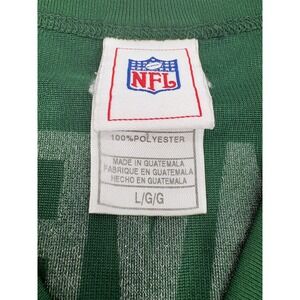 NFL
100% POLYESTER
MADE IN GUATEMALA
FABRIQUE EN GUATEMALA
HECHO EN GUATEMALA
L/G/G